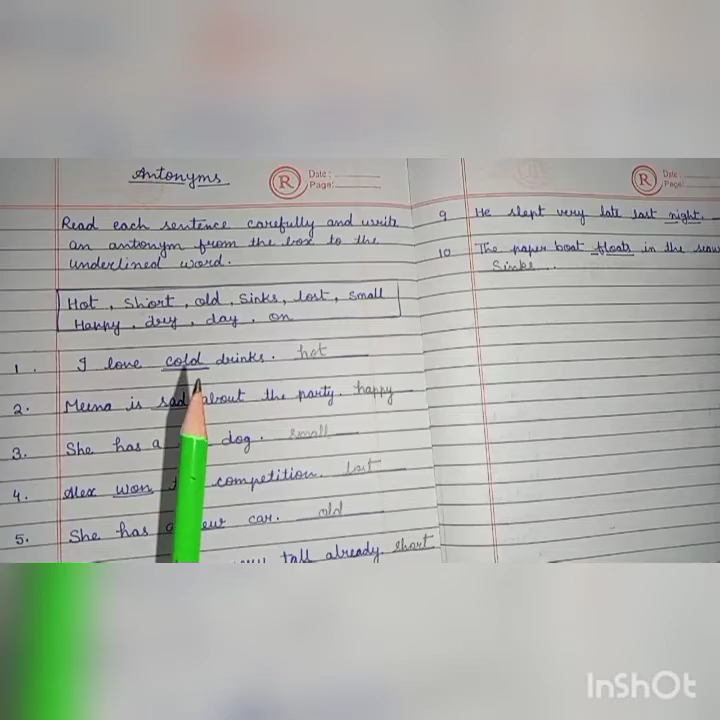 Antonyms
R Date:
Page:
Read each sentence carefully and write
an antonym from the box to the
underlined word.
Hot, Short, old, Sinks, lost, small
Happy, dry, day, on
1. I love cold drinks. hot
2. Meena is sad about the party. happy
3. She has a dog. small
4. Alex won competition. Lost
5. She has a new car. old
tall already. short
R Date:
Page:
9 He slept very late last night.
10 The paper boat floats in the
Sinks.
InShOt